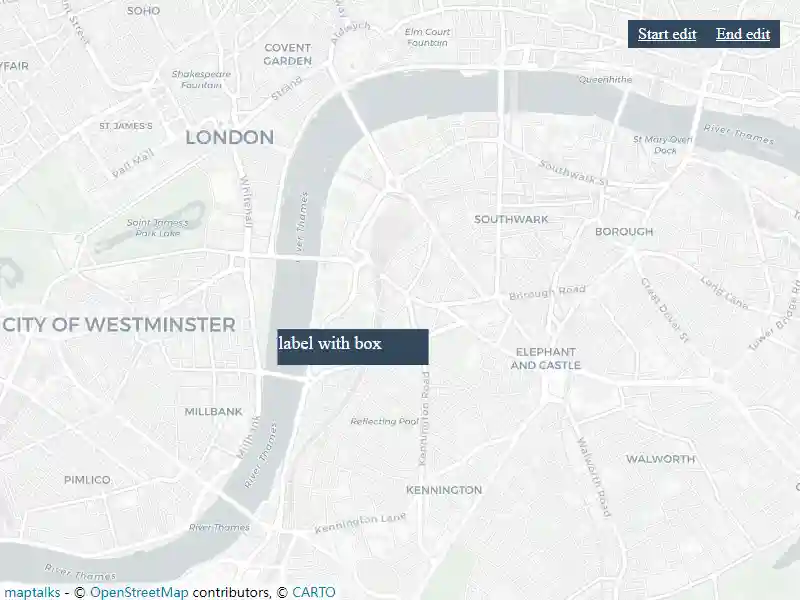 SOHO
Aldwych
Elm Court
Fountain
COVENT
GARDEN
Start edit End edit
Shakespeare
Fountain
Strand
Queenhithe
ST JAMES'S
LONDON
River Thames
St Mary Overi
Dock
Pall Mall
Southwalk St
Whitehall
River Thames
Saint James's
Park Lake
SOUTHWARK
BOROUGH
Borough Road
Great Dover St
Long Lane
Tower Bridge Road
CITY OF WESTMINSTER
label with box
ELEPHANT
AND CASTLE
MILLBANK
Millbank
Reflecting Pool
Kennington Road
River Thames
Walworth Road
WALWORTH
PIMLICO
KENNINGTON
River Thames
Kennington Lane
River Thames
maptalks - © OpenStreetMap contributors, © CARTO